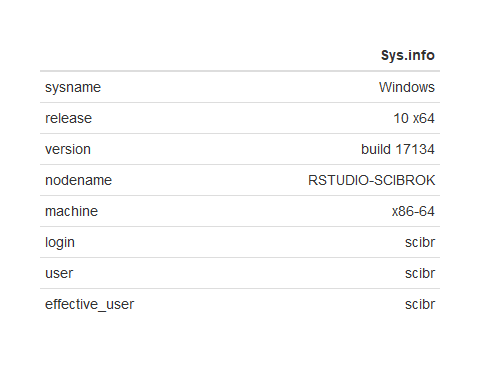 Sys.info
sysname Windows
release 10 x64
version build 17134
nodename RSTUDIO-SCIBROK
machine x86-64
login scibr
user scibr
effective_user scibr